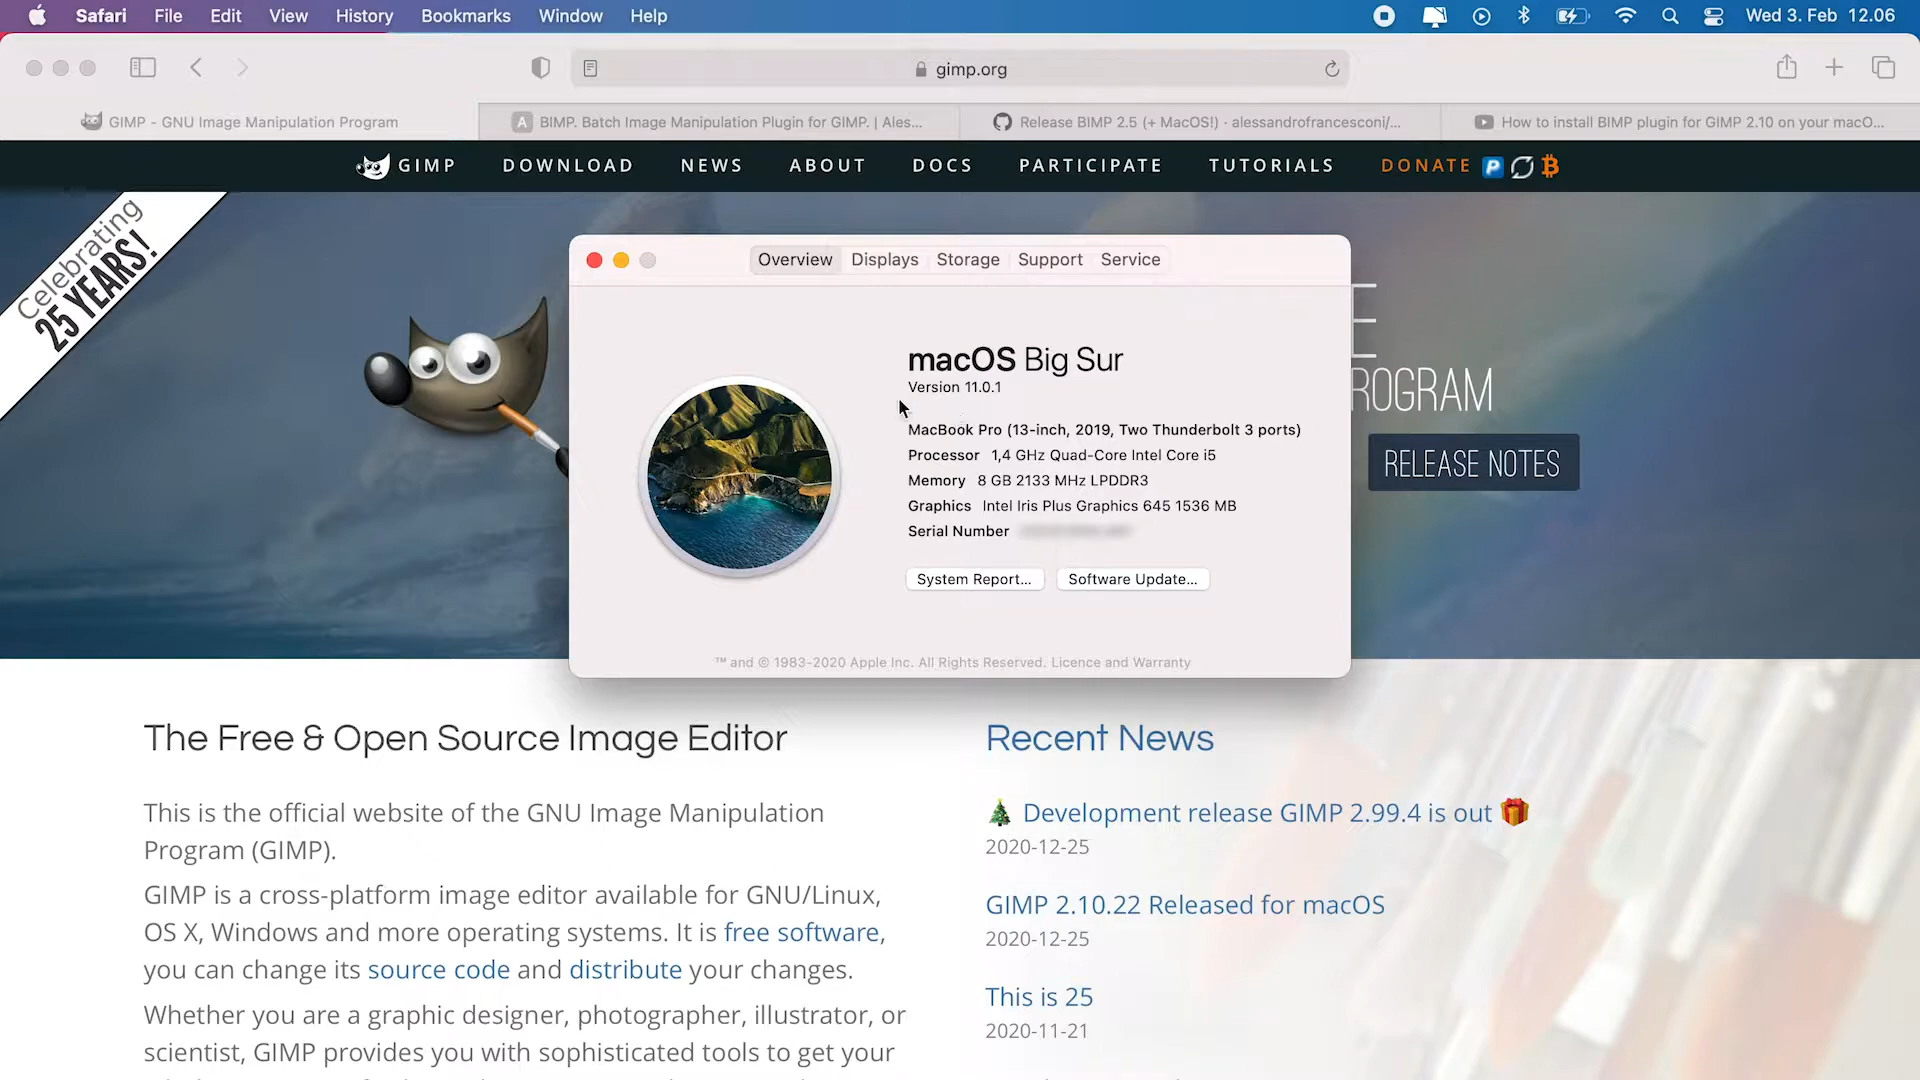 Safari File Edit View History Bookmarks Window Help Wed 3. Feb 12.06
gimp.org
GIMP - GNU Image Manipulation Program
BIMP. Batch Image Manipulation Plugin for GIMP. | Ales...
Release BIMP 2.5 (+ MacOS!) · alessandrofrancesconi/...
How to install BIMP plugin for GIMP 2.10 on your macO...
GIMP DOWNLOAD NEWS ABOUT DOCS PARTICIPATE TUTORIALS DONATE
Celebrating
25 YEARS!
Overview Displays Storage Support Service
macOS Big Sur
Version 11.0.1
MacBook Pro (13-inch, 2019, Two Thunderbolt 3 ports)
Processor 1,4 GHz Quad-Core Intel Core i5
Memory 8 GB 2133 MHz LPDDR3
Graphics Intel Iris Plus Graphics 645 1536 MB
Serial Number
System Report... Software Update...
™ and © 1983-2020 Apple Inc. All Rights Reserved. Licence and Warranty
E
ROGRAM
RELEASE NOTES
The Free & Open Source Image Editor
This is the official website of the GNU Image Manipulation
Program (GIMP).
GIMP is a cross-platform image editor available for GNU/Linux,
OS X, Windows and more operating systems. It is free software,
you can change its source code and distribute your changes.
Whether you are a graphic designer, photographer, illustrator, or
scientist, GIMP provides you with sophisticated tools to get your
Recent News
Development release GIMP 2.99.4 is out
2020-12-25
GIMP 2.10.22 Released for macOS
2020-12-25
This is 25
2020-11-21